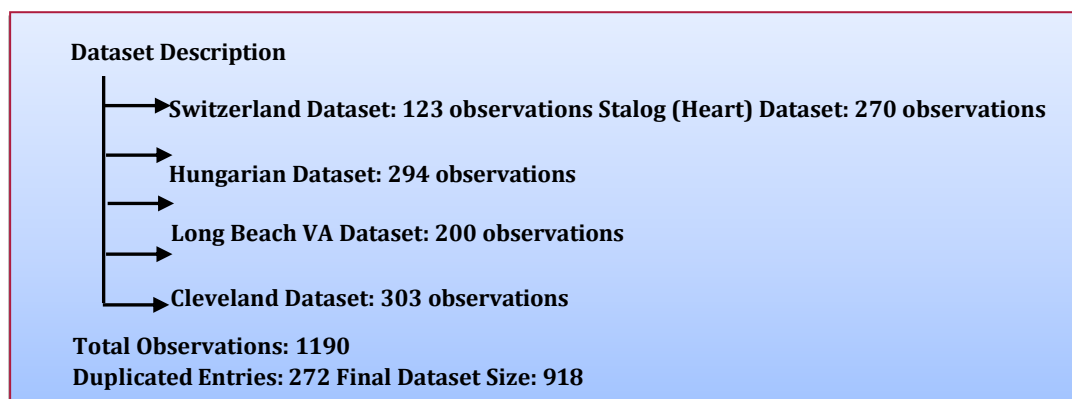 Dataset Description
Switzerland Dataset: 123 observations Stalog (Heart) Dataset: 270 observations
Hungarian Dataset: 294 observations
Long Beach VA Dataset: 200 observations
Cleveland Dataset: 303 observations
Total Observations: 1190
Duplicated Entries: 272 Final Dataset Size: 918